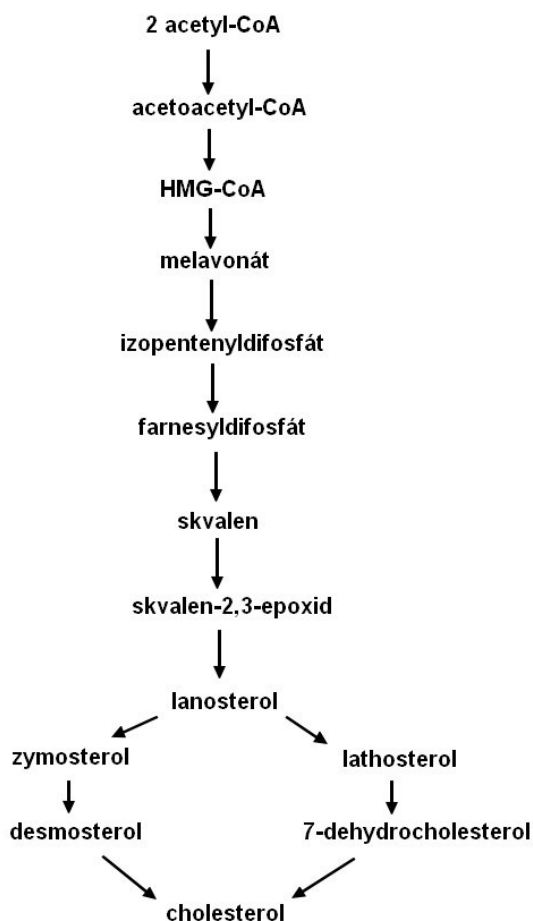 2 acetyl-CoA
acetoacetyl-CoA
HMG-CoA
melavonát
izopentenyldifosfát
farnesyldifosfát
skvalen
skvalen-2,3-epoxid
lanosterol
zymosterol
lathosterol
desmosterol
7-dehydrocholesterol
cholesterol